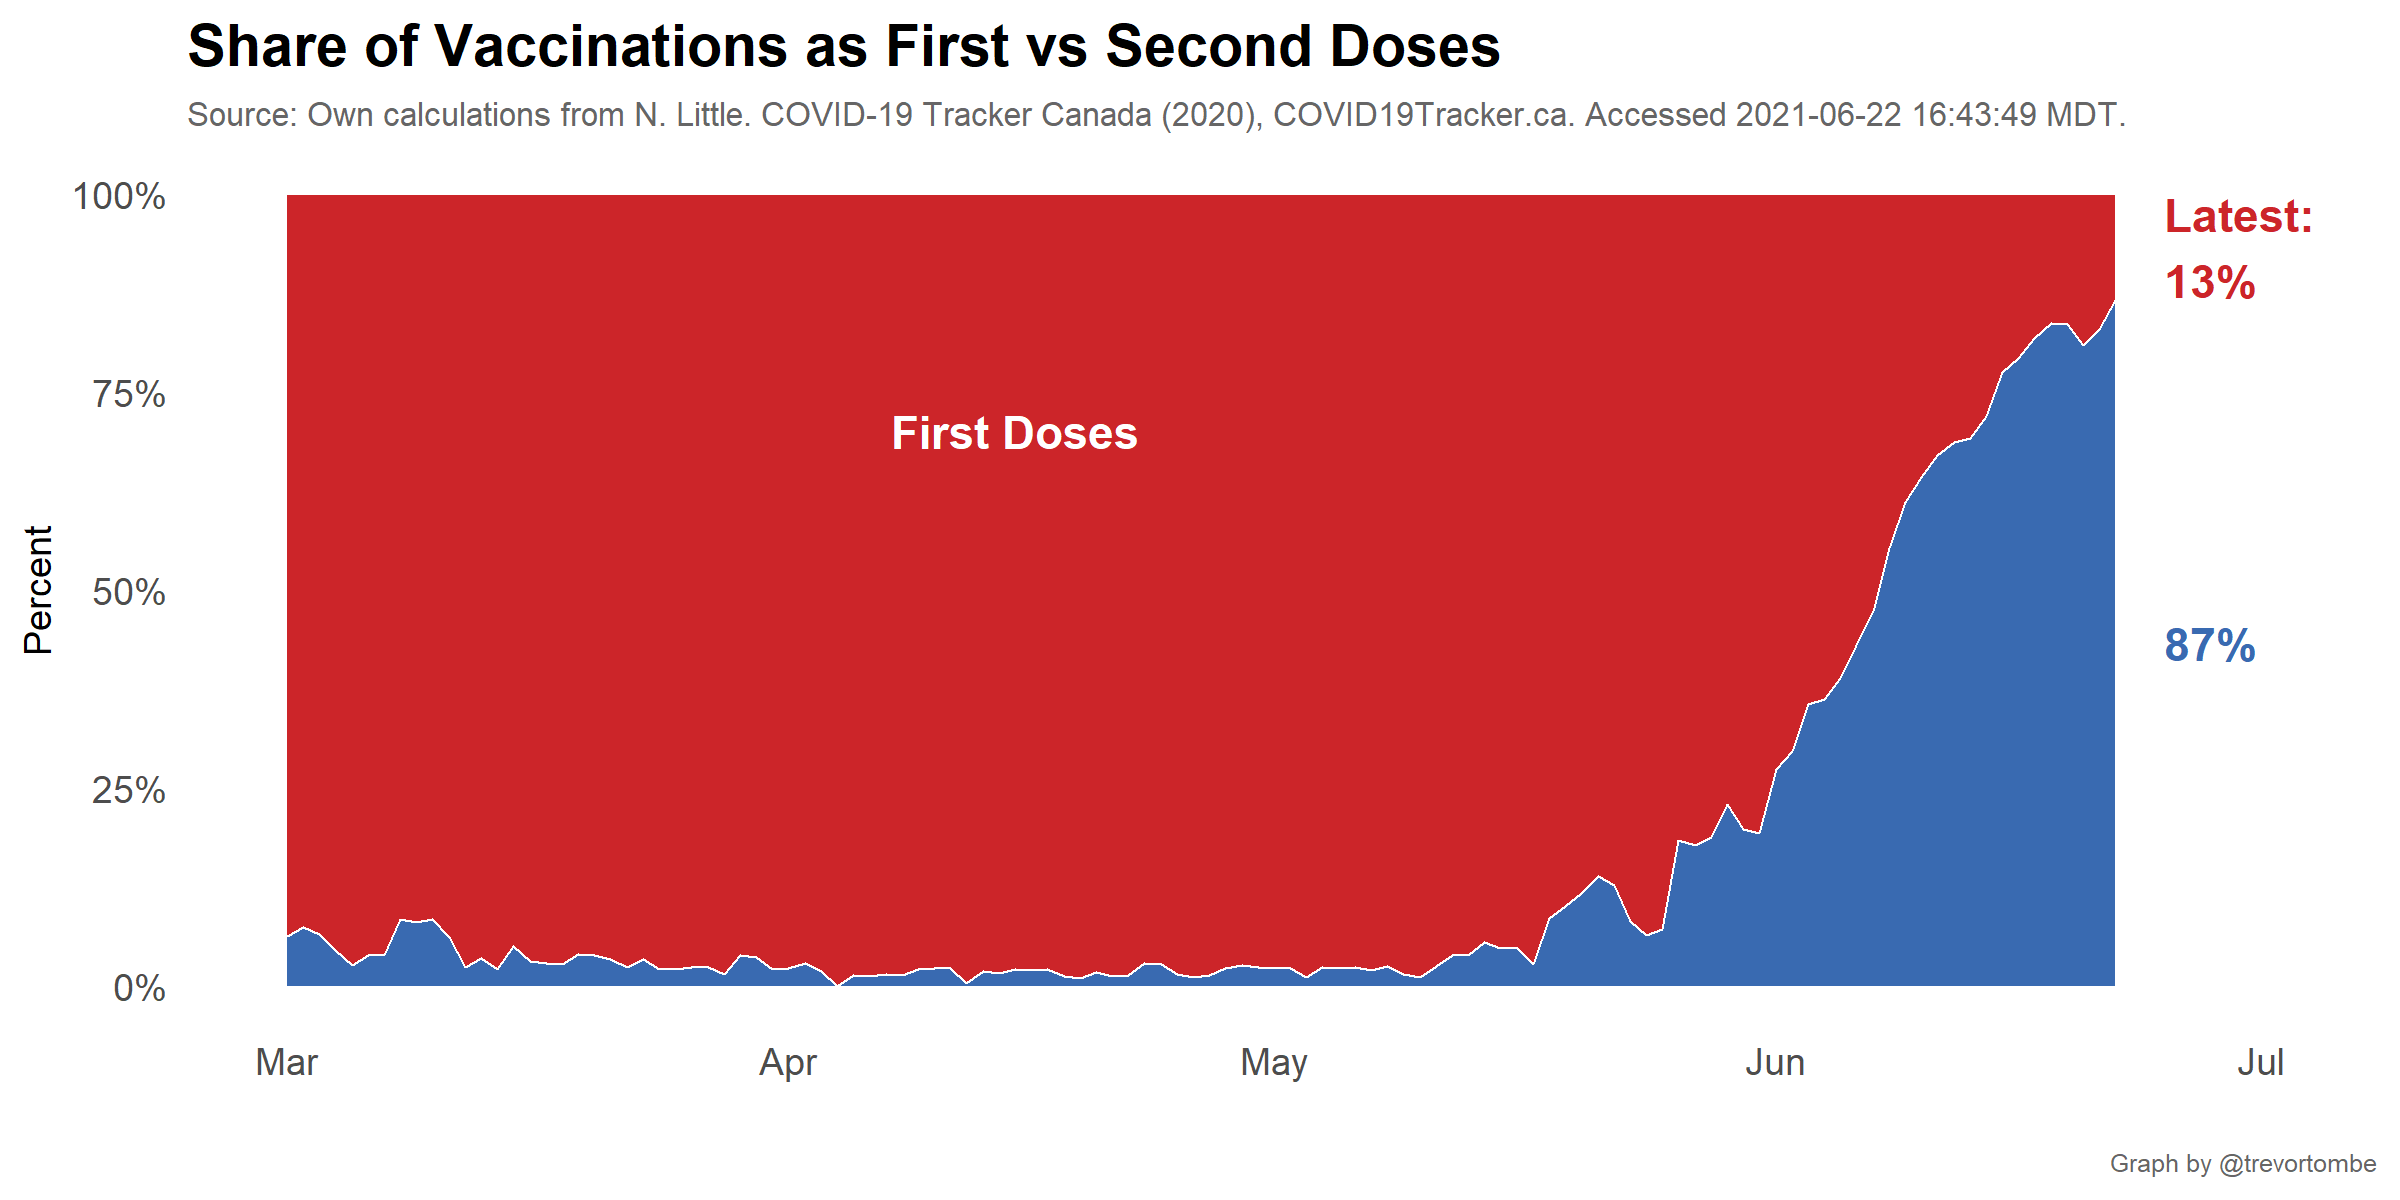 Share of Vaccinations as First vs Second Doses
Source: Own calculations from N. Little. COVID-19 Tracker Canada (2020), COVID19Tracker.ca. Accessed 2021-06-22 16:43:49 MDT.
100%
75%
50%
25%
0%
Percent
First Doses
Latest:
13%
87%
Mar
Apr
May
Jun
Jul
Graph by @trevortombe